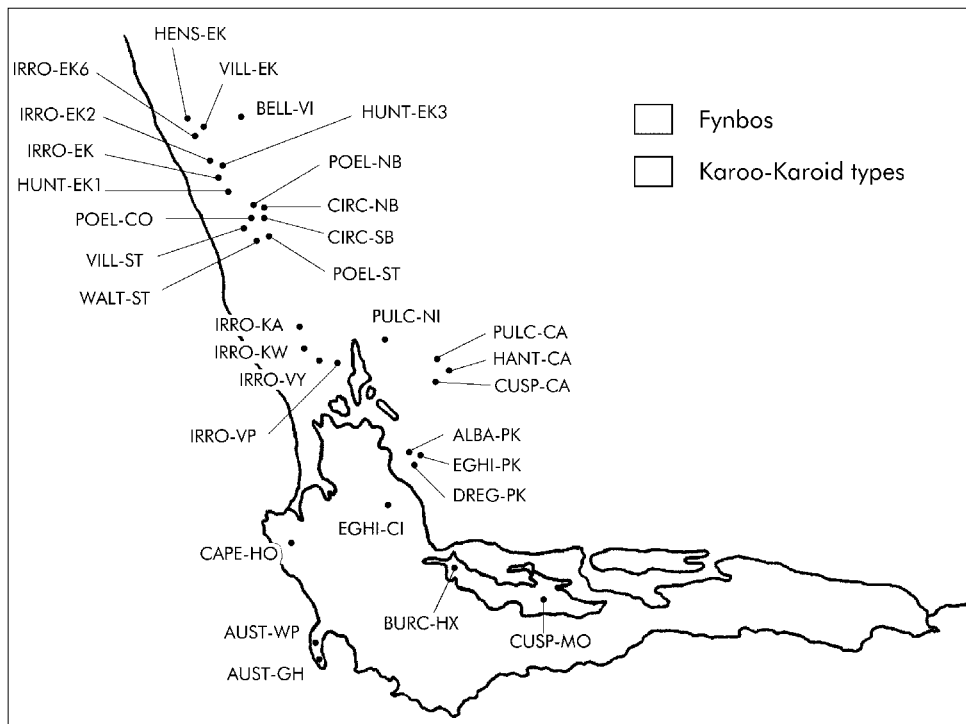 HENS-EK
IRRO-EK6
VILL-EK
BELL-VI
IRRO-EK2
HUNT-EK3
IRRO-EK
POEL-NB
HUNT-EK1
CIRC-NB
POEL-CO
CIRC-SB
VILL-ST
POEL-ST
WALT-ST
Fynbos
Karoo-Karoid types
IRRO-KA
PULC-NI
IRRO-KW
PULC-CA
HANT-CA
IRRO-VY
CUSP-CA
IRRO-VP
ALBA-PK
EGHI-PK
DREG-PK
EGHI-CI
CAPE-HO
BURC-HX
CUSP-MO
AUST-WP
AUST-GH